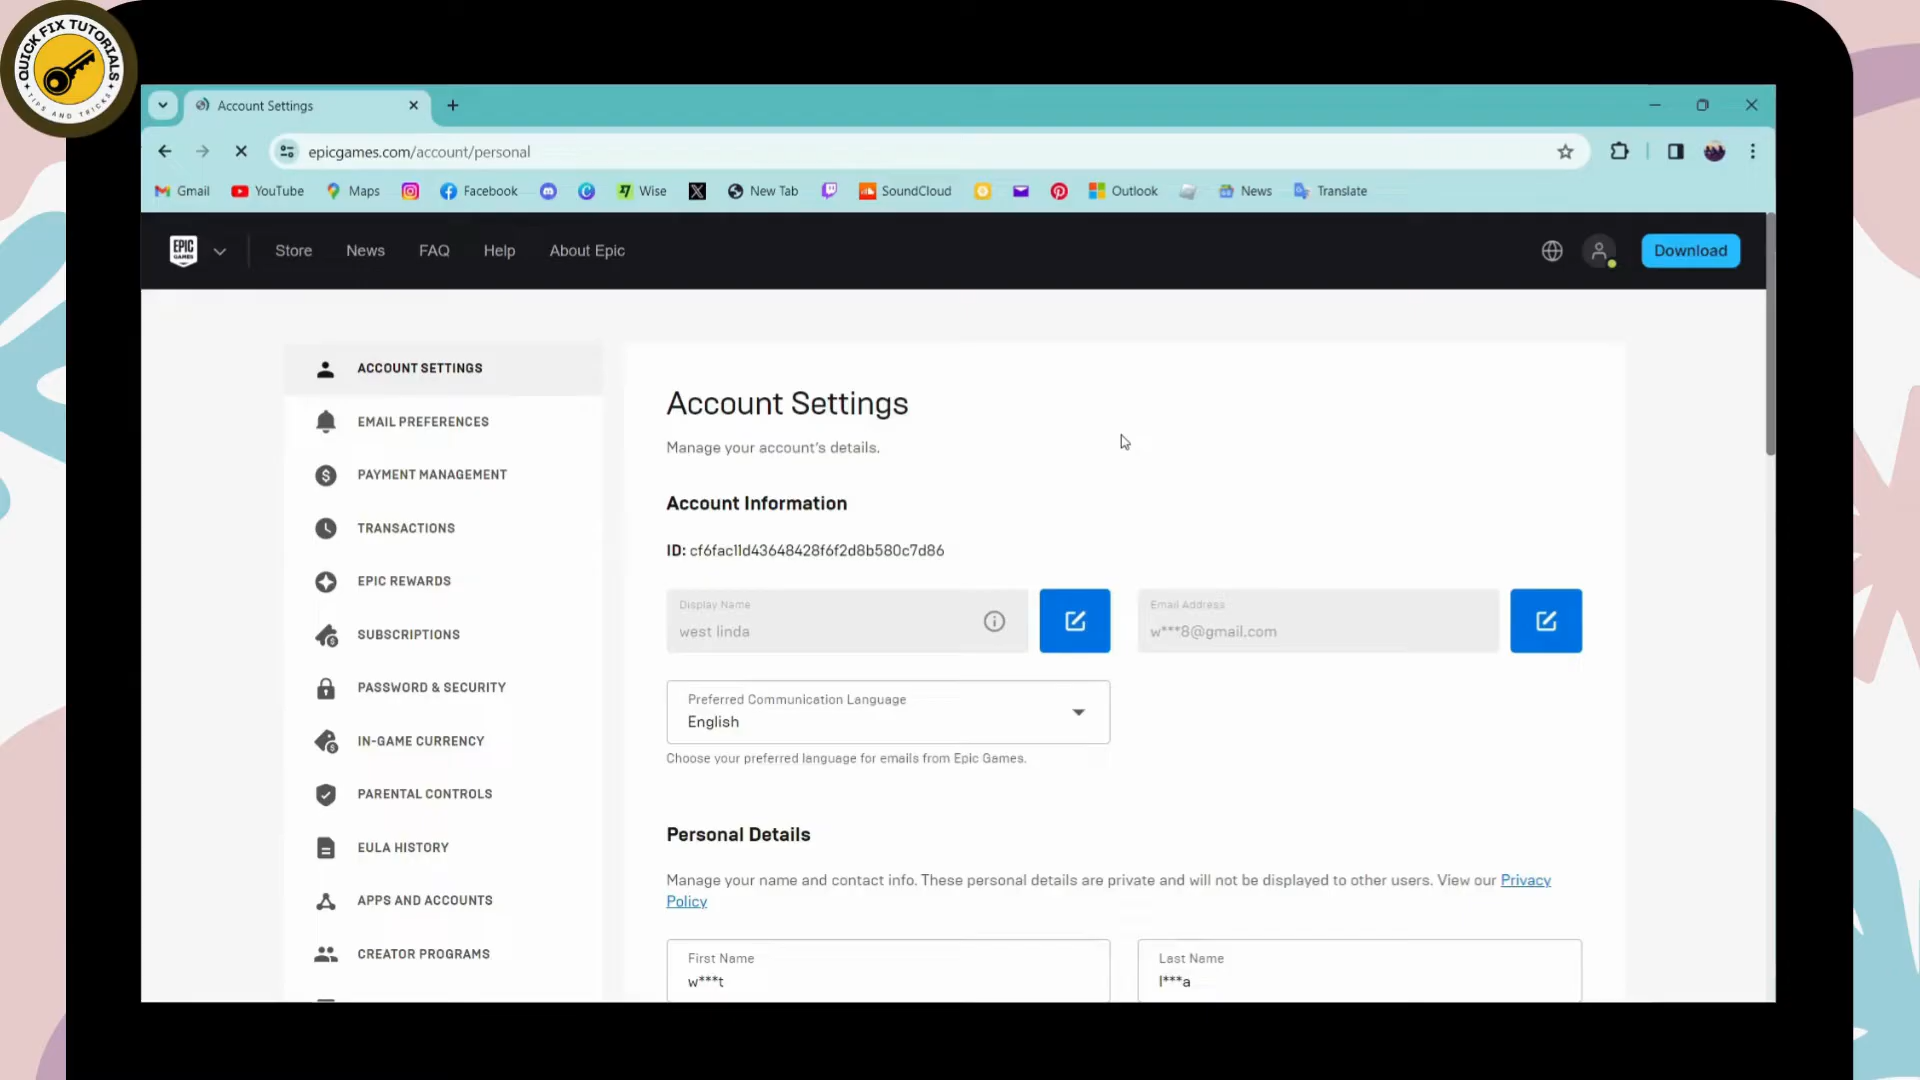 QUICK FIX TUTORIALS
TIPS AND TRICKS
Account Settings
epicgames.com/account/personal
Gmail YouTube Maps Facebook Wise New Tab SoundCloud Outlook News Translate
EPIC GAMES Store News FAQ Help About Epic Download
ACCOUNT SETTINGS
EMAIL PREFERENCES
PAYMENT MANAGEMENT
TRANSACTIONS
EPIC REWARDS
SUBSCRIPTIONS
PASSWORD & SECURITY
IN-GAME CURRENCY
PARENTAL CONTROLS
EULA HISTORY
APPS AND ACCOUNTS
CREATOR PROGRAMS
Account Settings
Manage your account's details.
Account Information
ID: cf6fac11d43648428f6f2d8b580c7d86
Display Name
west linda
Email Address
w***8@gmail.com
Preferred Communication Language
English
Choose your preferred language for emails from Epic Games.
Personal Details
Manage your name and contact info. These personal details are private and will not be displayed to other users. View our Privacy
Policy
First Name
w***t
Last Name
l***a